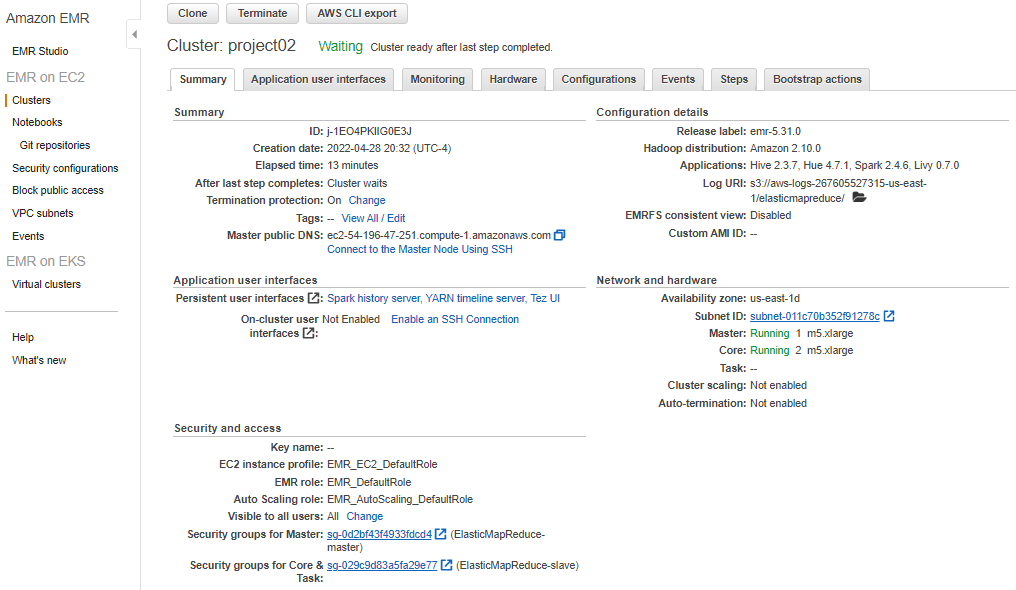 Amazon EMR
EMR Studio
EMR on EC2
Clusters
Notebooks
Git repositories
Security configurations
Block public access
VPC subnets
Events
EMR on EKS
Virtual clusters
Help
What's new
Clone Terminate AWS CLI export
Cluster: project02 Waiting Cluster ready after last step completed.
Summary Application user interfaces Monitoring Hardware Configurations Events Steps Bootstrap actions
Summary
ID: j-1EO4PKIIG0E3J
Creation date: 2022-04-28 20:32 (UTC-4)
Elapsed time: 13 minutes
After last step completes: Cluster waits
Termination protection: On Change
Tags: -- View All / Edit
Master public DNS: ec2-54-196-47-251.compute-1.amazonaws.com
Connect to the Master Node Using SSH
Configuration details
Release label: emr-5.31.0
Hadoop distribution: Amazon 2.10.0
Applications: Hive 2.3.7, Hue 4.7.1, Spark 2.4.6, Livy 0.7.0
Log URI: s3://aws-logs-267605527315-us-east-
1/elasticmapreduce/
EMRFS consistent view: Disabled
Custom AMI ID: --
Application user interfaces
Persistent user interfaces : Spark history server, YARN timeline server, Tez UI
On-cluster user Not Enabled Enable an SSH Connection
interfaces :
Network and hardware
Availability zone: us-east-1d
Subnet ID: subnet-011c70b352f91278c
Master: Running 1 m5.xlarge
Core: Running 2 m5.xlarge
Task: --
Cluster scaling: Not enabled
Auto-termination: Not enabled
Security and access
Key name: --
EC2 instance profile: EMR_EC2_DefaultRole
EMR role: EMR_DefaultRole
Auto Scaling role: EMR_AutoScaling_DefaultRole
Visible to all users: All Change
Security groups for Master: sg-0d2bf43f4933fdcd4 (ElasticMapReduce-
master)
Security groups for Core & sg-029c9d83a5fa29e77 (ElasticMapReduce-slave)
Task: